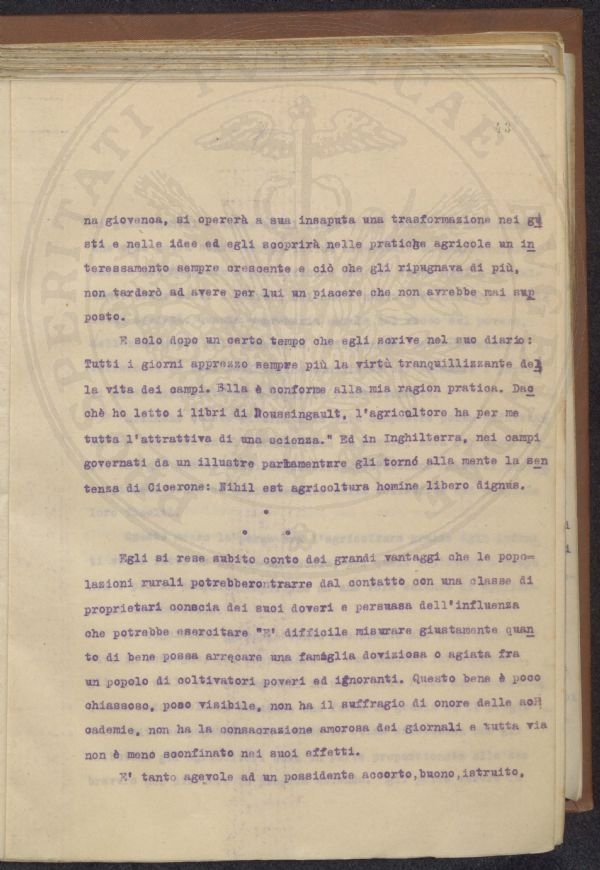 43
na giovenca, si opererà a sua insaputa una trasformazione nei gu
sti e nelle idee ed egli scoprirà nelle pratiche agricole un in
teressamento sempre crescente e ciò che gli ripugnava di più,
non tarderò ad avere per lui un piacere che non avrebbe mai sup
posto.
E solo dopo un certo tempo che egli scrive nel suo diario:
Tutti i giorni apprezzo sempre più la virtù tranquillizzante del
la vita dei campi. Ella è conforme alla mia ragion pratica. Dac
chè ho letto i libri di Boussingault, l'agricoltore ha per me
tutta l'attrattiva di una scienza." Ed in Inghilterra, nei campi
governati da un illustre parlamentare gli tornó alla mente la sen
tenza di Cicerone: Nihil est agricoltura homine libero dignus.
*
* *
Egli si rese subito conto dei grandi vantaggi che le popo=
lazioni rurali potrebberontrarre dal contatto con una classe di
proprietari conscia dei suoi doveri e persuasa dell'influenza
che potrebbe esercitare "E' difficile misurare giustamente quan
to di bene possa arrecare una famiglia doviziosa o agiata fra
un popolo di coltivatori poveri ed ignoranti. Questo bene è poco
chiassoso, poso visibile, non ha il suffragio di onore delle ac
cademie, non ha la consacrazione amorosa dei giornali e tutta via
non è meno sconfinato nei suoi effetti.
E' tanto agevole ad un possidente accorto,buono,istruito,
PERITATI PUBLICAE